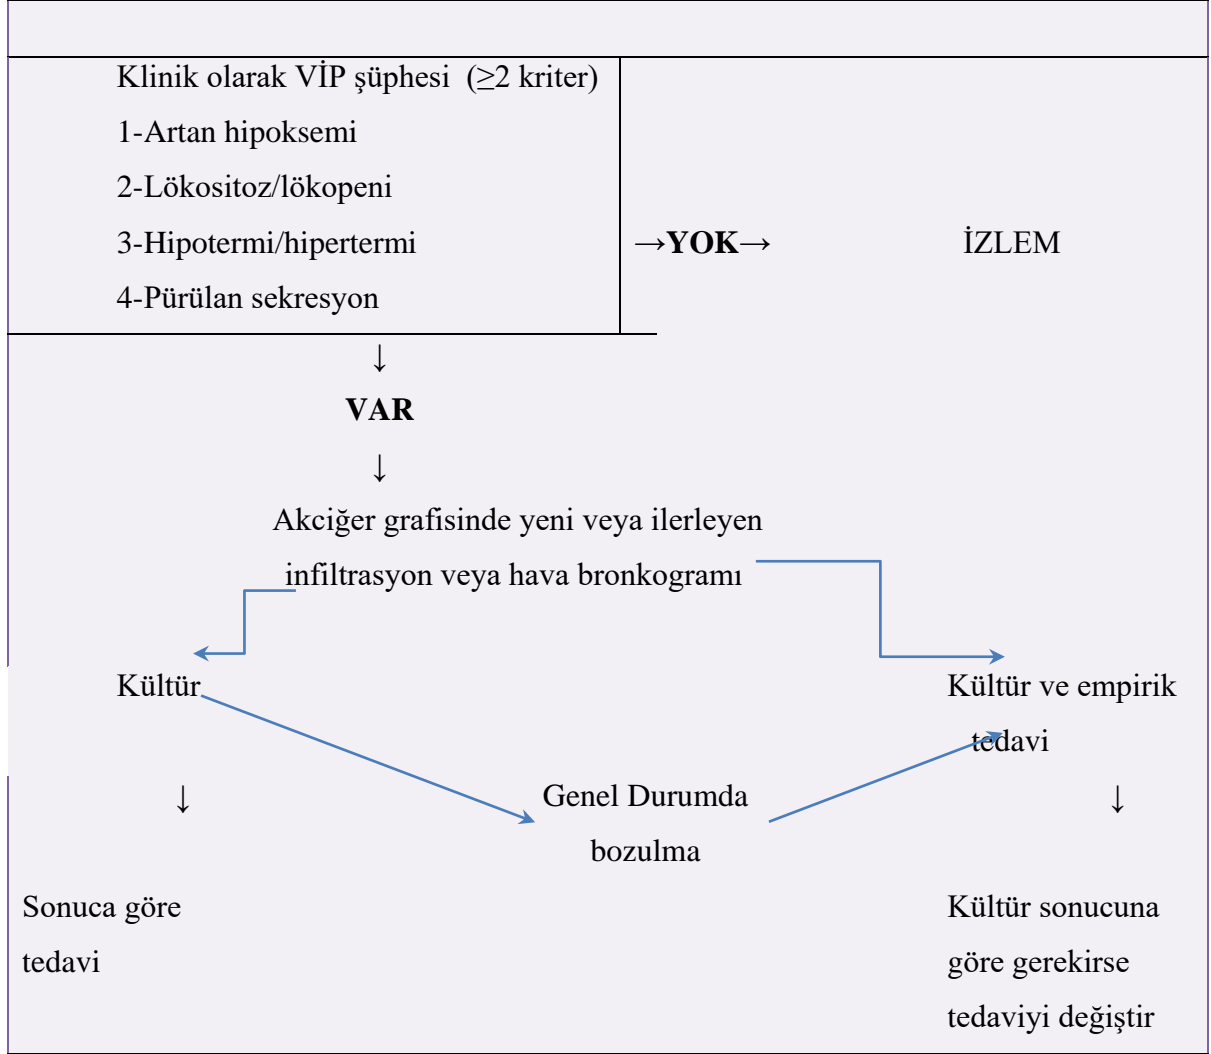 Klinik olarak VİP şüphesi (≥2 kriter)
1-Artan hipoksemi
2-Lökositoz/lökopeni
3-Hipotermi/hipertermi
4-Pürülan sekresyon
→YOK→ İZLEM
↓
VAR
↓
Akciğer grafisinde yeni veya ilerleyen
infiltrasyon veya hava bronkogramı
Kültür
Kültür ve empirik
tedavi
↓
Genel Durumda
bozulma
↓
Sonuca göre
tedavi
Kültür sonucuna
göre gerekirse
tedaviyi değiştir